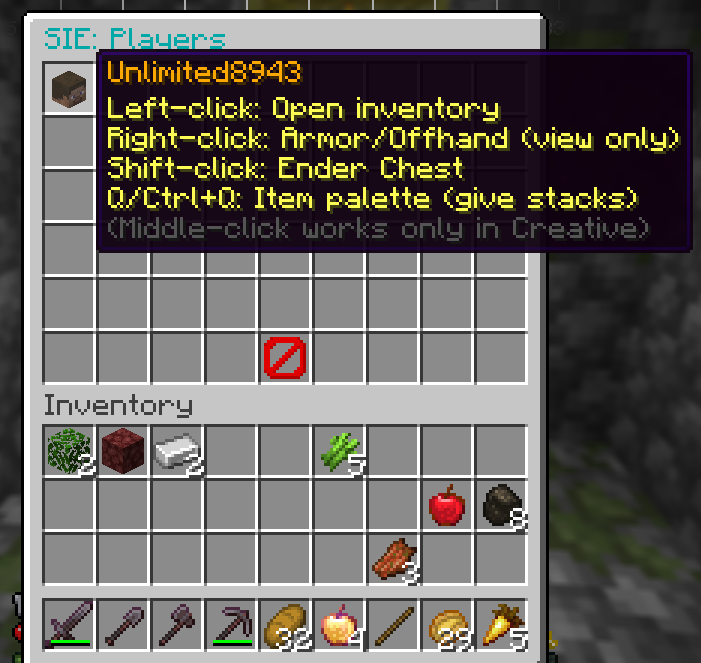 SIE: Players
Unlimited8943
Left-click: Open inventory
Right-click: Armor/Offhand (view only)
Shift-click: Ender Chest
Q/Ctrl+Q: Item palette (give stacks)
(Middle-click works only in Creative)
Inventory
2 2 5
8
3
32 4 29 5